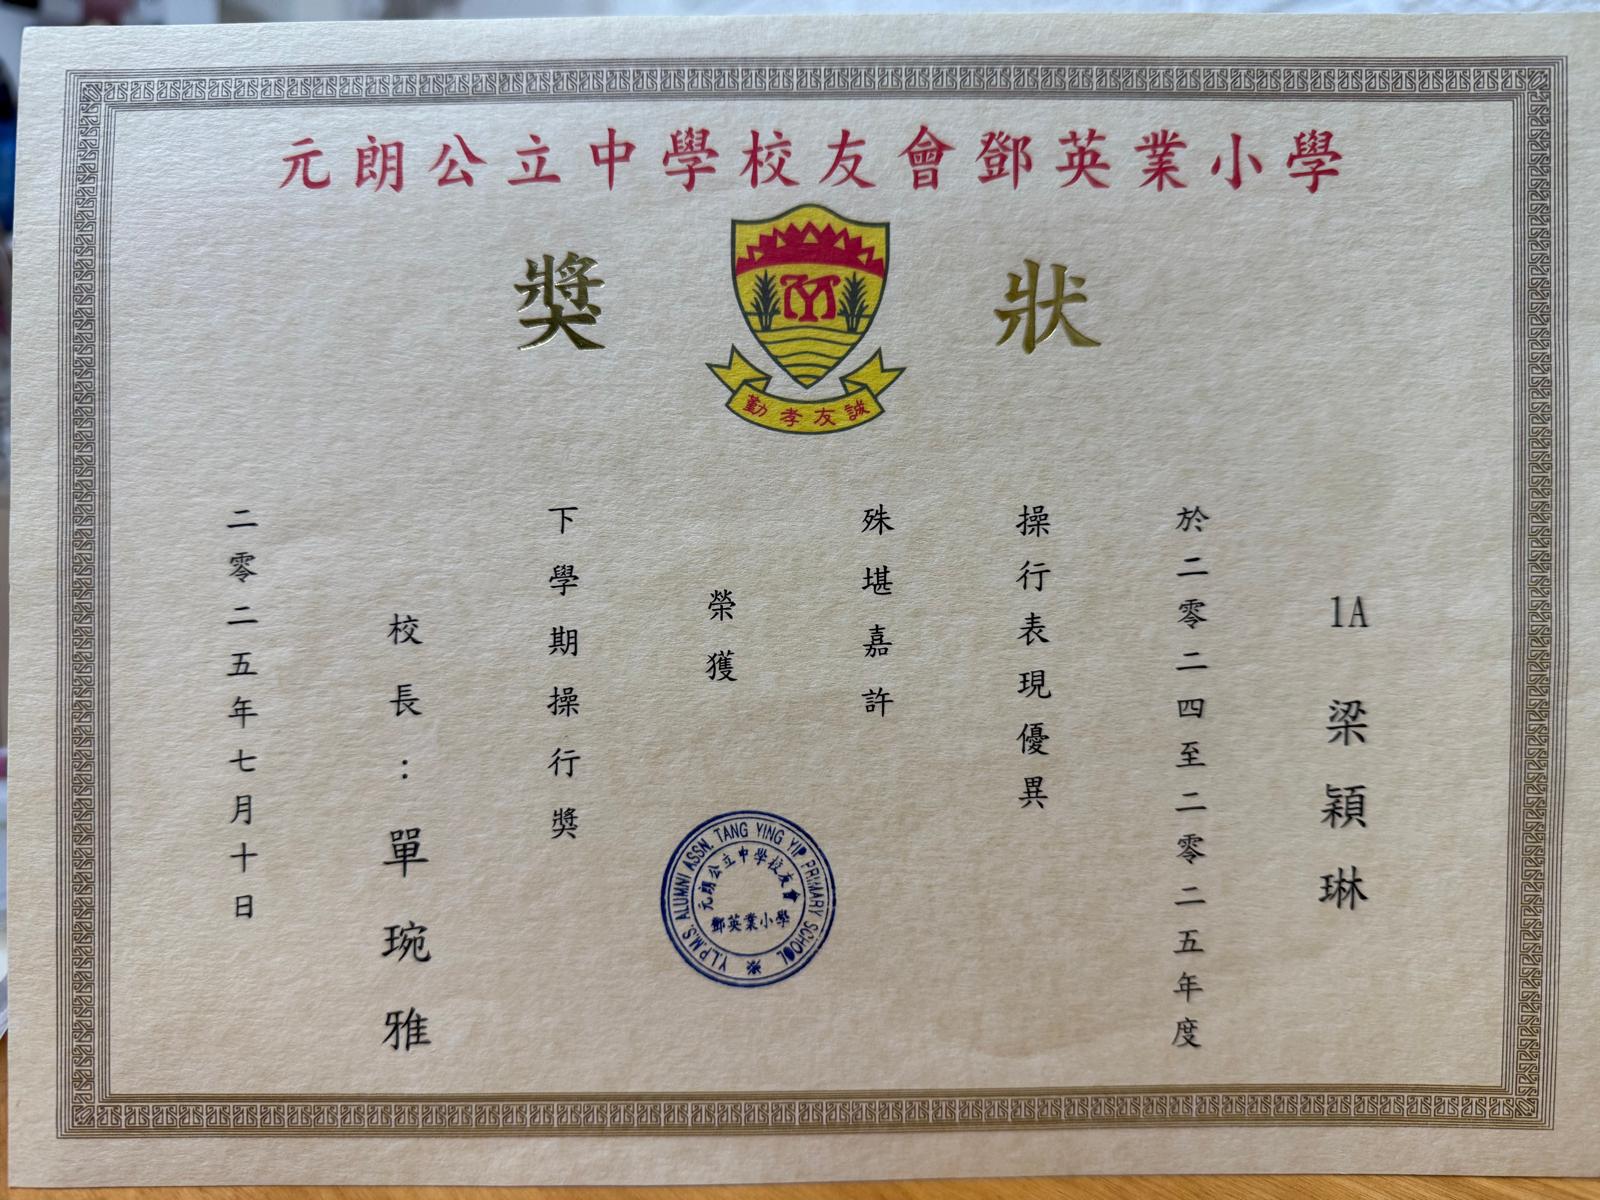 元朗公立中學校友會鄧英業小學
獎狀
勤孝友誠
1A 梁穎琳
於二零二四至二零二五年度
操行表現優異
殊堪嘉許
榮獲
下學期操行獎
校長：單琬雅
二零二五年七月十日
Y.L.P.M.S. ALUMNI ASSN. TANG YING YIP PRIMARY SCHOOL
元朗公立中学校友會
鄧英業小學